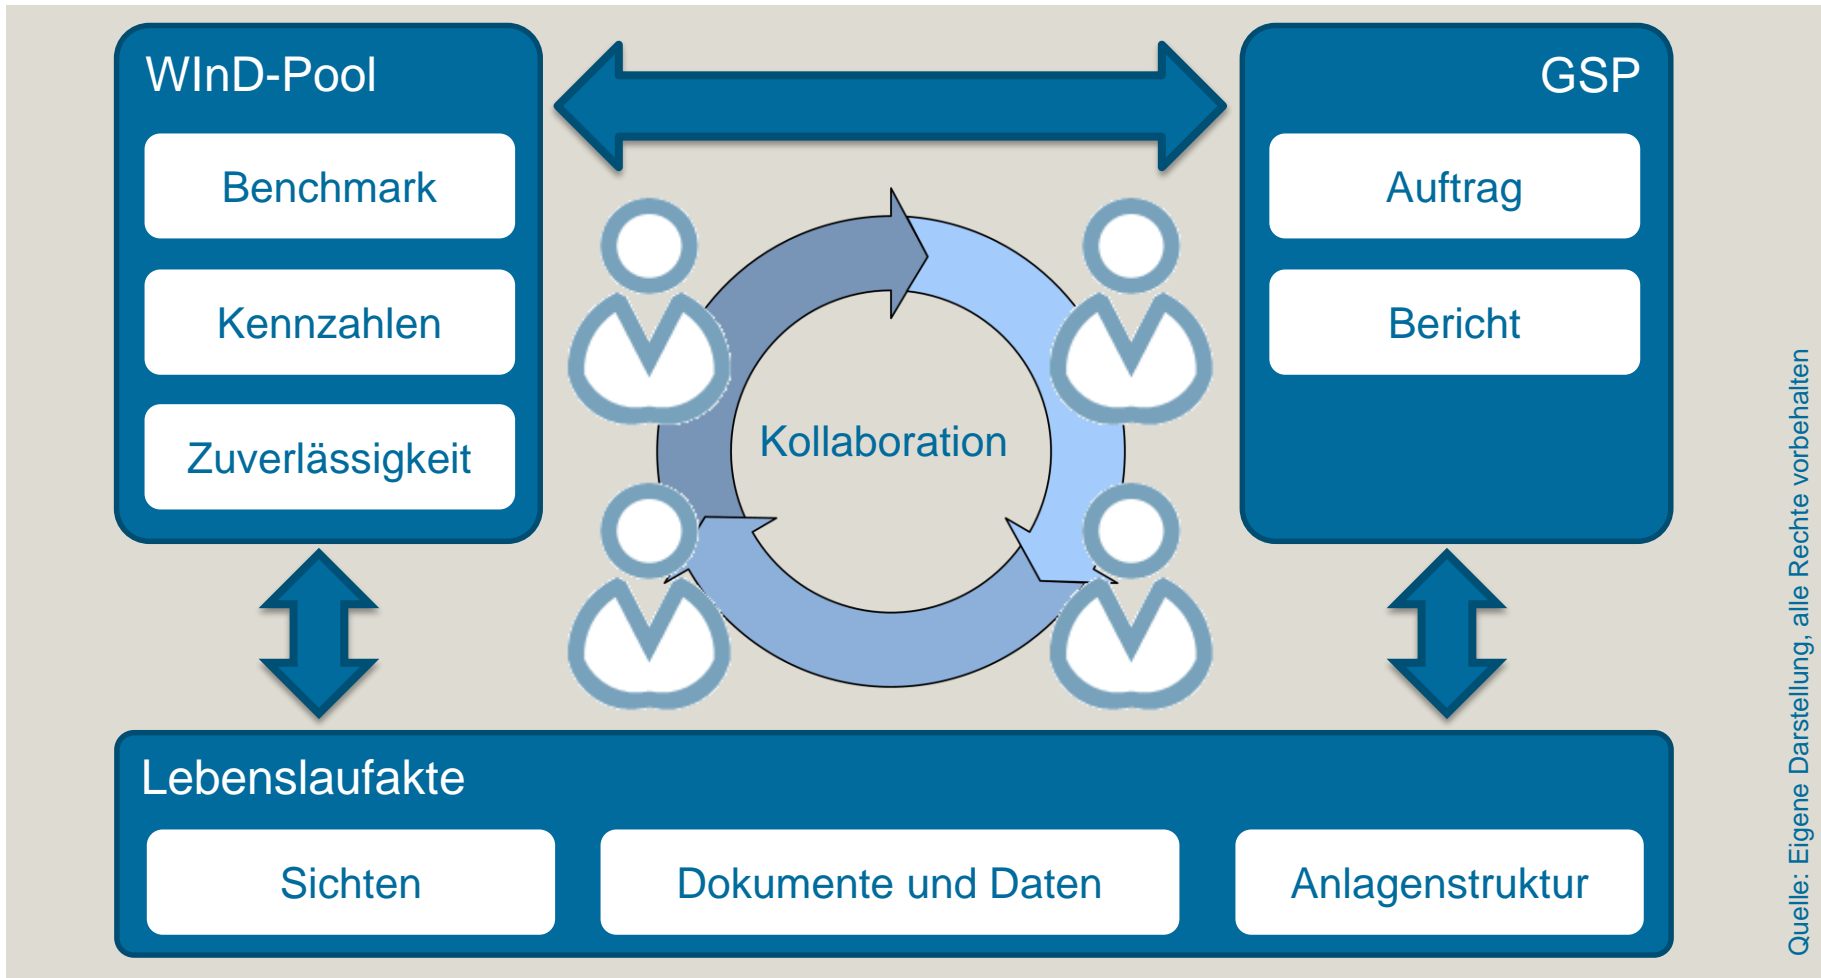 WInD-Pool
Benchmark
Kennzahlen
Zuverlässigkeit
GSP
Auftrag
Bericht
Kollaboration
Lebenslaufakte
Sichten
Dokumente und Daten
Anlagenstruktur
Quelle: Eigene Darstellung, alle Rechte vorbehalten